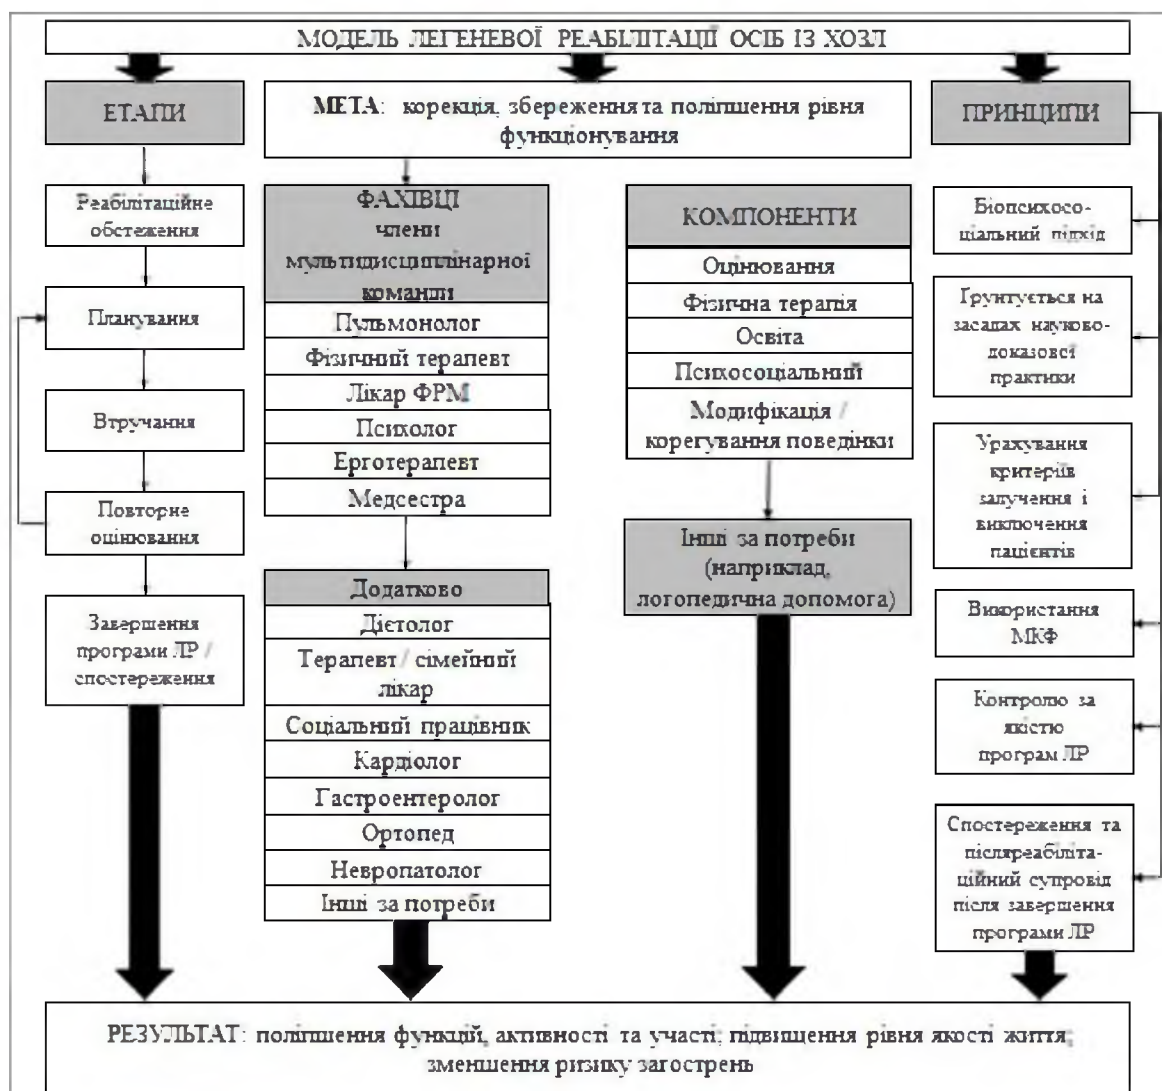 МОДЕЛЬ ЛЕГЕНЕВОЇ РЕАБІЛІТАЦІЇ ОСІБ ІЗ ХОЗЛ
ЕТАПИ
Реабілітаційне
обстеження
Планування
Втручання
Повторне
оцінювання
Завершення
програми ЛР /
спостереження
МЕТА: корекція, збереження та поліпшення рівня
функціонування
ФАХІВЦІ
члени
мультидисциплінарної
команди
Пульмонолог
Фізичний терапевт
Лікар ФРМ
Психолог
Ерготерапевт
Медсестра
Додатково
Дієтолог
Терапевт / сімейний
лікар
Соціальний працівник
Кардіолог
Гастроентеролог
Ортопед
Невропатолог
Інші за потреби
КОМПОНЕНТИ
Оцінювання
Фізична терапія
Освіта
Психосоціальний
Модифікація /
корегування поведінки
Інші за потреби
(наприклад,
логопедична допомога)
ПРИНЦИПИ
Біопсихосо-
ціальний підхід
Ґрунтується на
засадах науково-
доказової
практики
Урахування
критеріїв
залучення і
виключення
пацієнтів
Використання
МКФ
Контролю за
якістю
програм ЛР
Спостереження та
післяреабіліта-
ційний супровід
після завершення
програми ЛР
РЕЗУЛЬТАТ: поліпшення функцій, активності та участі; підвищення рівня якості життя;
зменшення ризику загострень